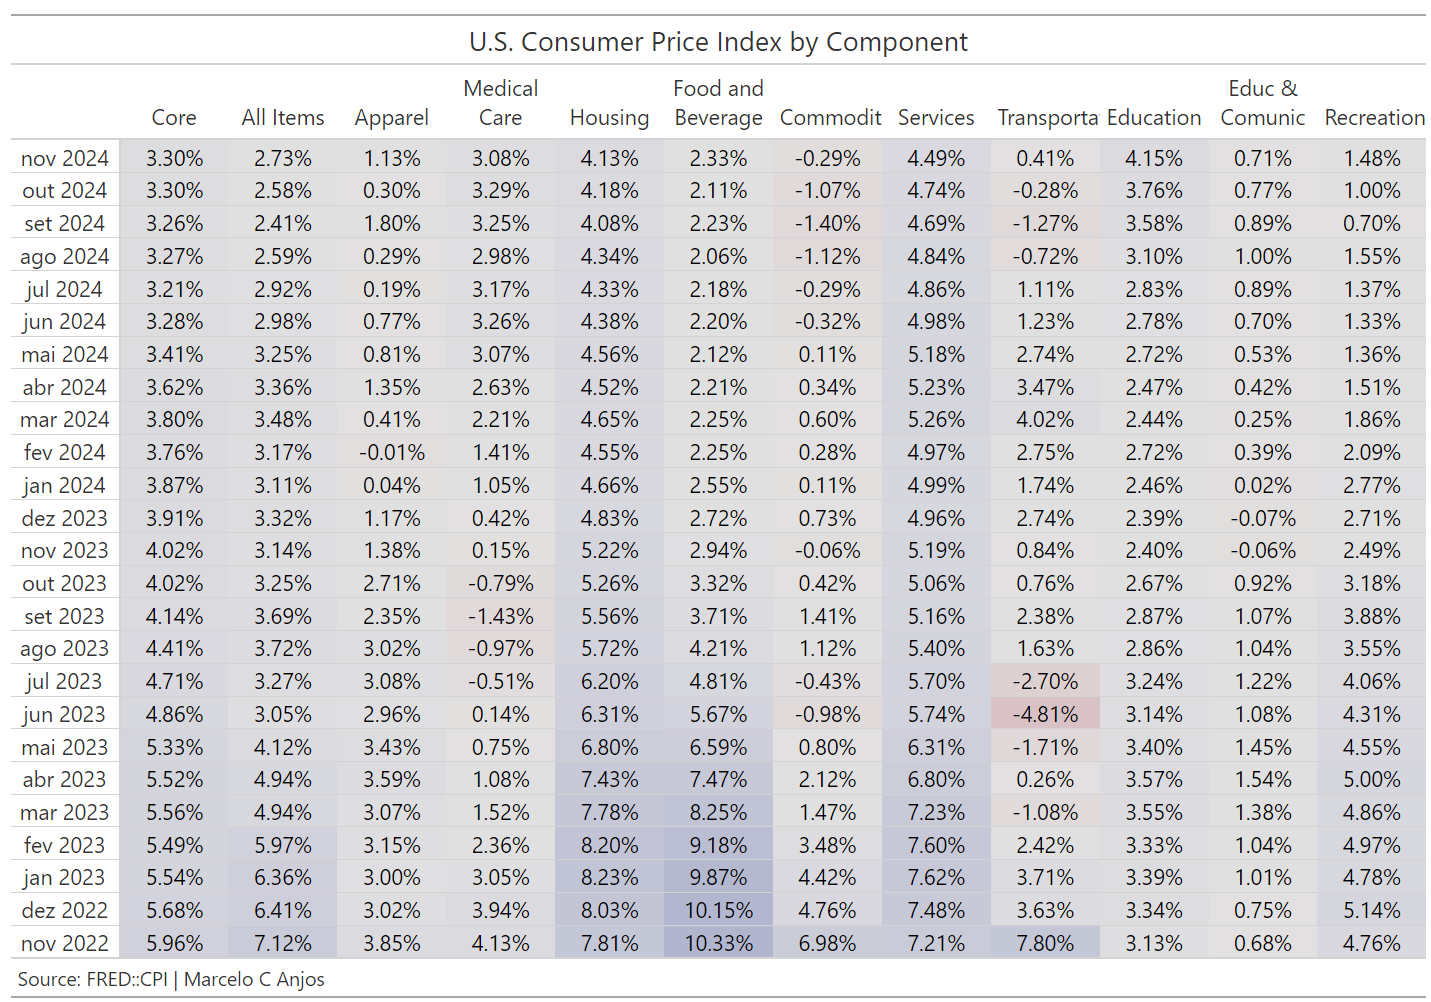 U.S. Consumer Price Index by Component
Core All Items Apparel Medical Care Housing Food and Beverage Commodit Services Transporta Education Educ & Comunic Recreation
nov 2024 3.30% 2.73% 1.13% 3.08% 4.13% 2.33% -0.29% 4.49% 0.41% 4.15% 0.71% 1.48%
out 2024 3.30% 2.58% 0.30% 3.29% 4.18% 2.11% -1.07% 4.74% -0.28% 3.76% 0.77% 1.00%
set 2024 3.26% 2.41% 1.80% 3.25% 4.08% 2.23% -1.40% 4.69% -1.27% 3.58% 0.89% 0.70%
ago 2024 3.27% 2.59% 0.29% 2.98% 4.34% 2.06% -1.12% 4.84% -0.72% 3.10% 1.00% 1.55%
jul 2024 3.21% 2.92% 0.19% 3.17% 4.33% 2.18% -0.29% 4.86% 1.11% 2.83% 0.89% 1.37%
jun 2024 3.28% 2.98% 0.77% 3.26% 4.38% 2.20% -0.32% 4.98% 1.23% 2.78% 0.70% 1.33%
mai 2024 3.41% 3.25% 0.81% 3.07% 4.56% 2.12% 0.11% 5.18% 2.74% 2.72% 0.53% 1.36%
abr 2024 3.62% 3.36% 1.35% 2.63% 4.52% 2.21% 0.34% 5.23% 3.47% 2.47% 0.42% 1.51%
mar 2024 3.80% 3.48% 0.41% 2.21% 4.65% 2.25% 0.60% 5.26% 4.02% 2.44% 0.25% 1.86%
fev 2024 3.76% 3.17% -0.01% 1.41% 4.55% 2.25% 0.28% 4.97% 2.75% 2.72% 0.39% 2.09%
jan 2024 3.87% 3.11% 0.04% 1.05% 4.66% 2.55% 0.11% 4.99% 1.74% 2.46% 0.02% 2.77%
dez 2023 3.91% 3.32% 1.17% 0.42% 4.83% 2.72% 0.73% 4.96% 2.74% 2.39% -0.07% 2.71%
nov 2023 4.02% 3.14% 1.38% 0.15% 5.22% 2.94% -0.06% 5.19% 0.84% 2.40% -0.06% 2.49%
out 2023 4.02% 3.25% 2.71% -0.79% 5.26% 3.32% 0.42% 5.06% 0.76% 2.67% 0.92% 3.18%
set 2023 4.14% 3.69% 2.35% -1.43% 5.56% 3.71% 1.41% 5.16% 2.38% 2.87% 1.07% 3.88%
ago 2023 4.41% 3.72% 3.02% -0.97% 5.72% 4.21% 1.12% 5.40% 1.63% 2.86% 1.04% 3.55%
jul 2023 4.71% 3.27% 3.08% -0.51% 6.20% 4.81% -0.43% 5.70% -2.70% 3.24% 1.22% 4.06%
jun 2023 4.86% 3.05% 2.96% 0.14% 6.31% 5.67% -0.98% 5.74% -4.81% 3.14% 1.08% 4.31%
mai 2023 5.33% 4.12% 3.43% 0.75% 6.80% 6.59% 0.80% 6.31% -1.71% 3.40% 1.45% 4.55%
abr 2023 5.52% 4.94% 3.59% 1.08% 7.43% 7.47% 2.12% 6.80% 0.26% 3.57% 1.54% 5.00%
mar 2023 5.56% 4.94% 3.07% 1.52% 7.78% 8.25% 1.47% 7.23% -1.08% 3.55% 1.38% 4.86%
fev 2023 5.49% 5.97% 3.15% 2.36% 8.20% 9.18% 3.48% 7.60% 2.42% 3.33% 1.04% 4.97%
jan 2023 5.54% 6.36% 3.00% 3.05% 8.23% 9.87% 4.42% 7.62% 3.71% 3.39% 1.01% 4.78%
dez 2022 5.68% 6.41% 3.02% 3.94% 8.03% 10.15% 4.76% 7.48% 3.63% 3.34% 0.75% 5.14%
nov 2022 5.96% 7.12% 3.85% 4.13% 7.81% 10.33% 6.98% 7.21% 7.80% 3.13% 0.68% 4.76%
Source: FRED::CPI | Marcelo C Anjos